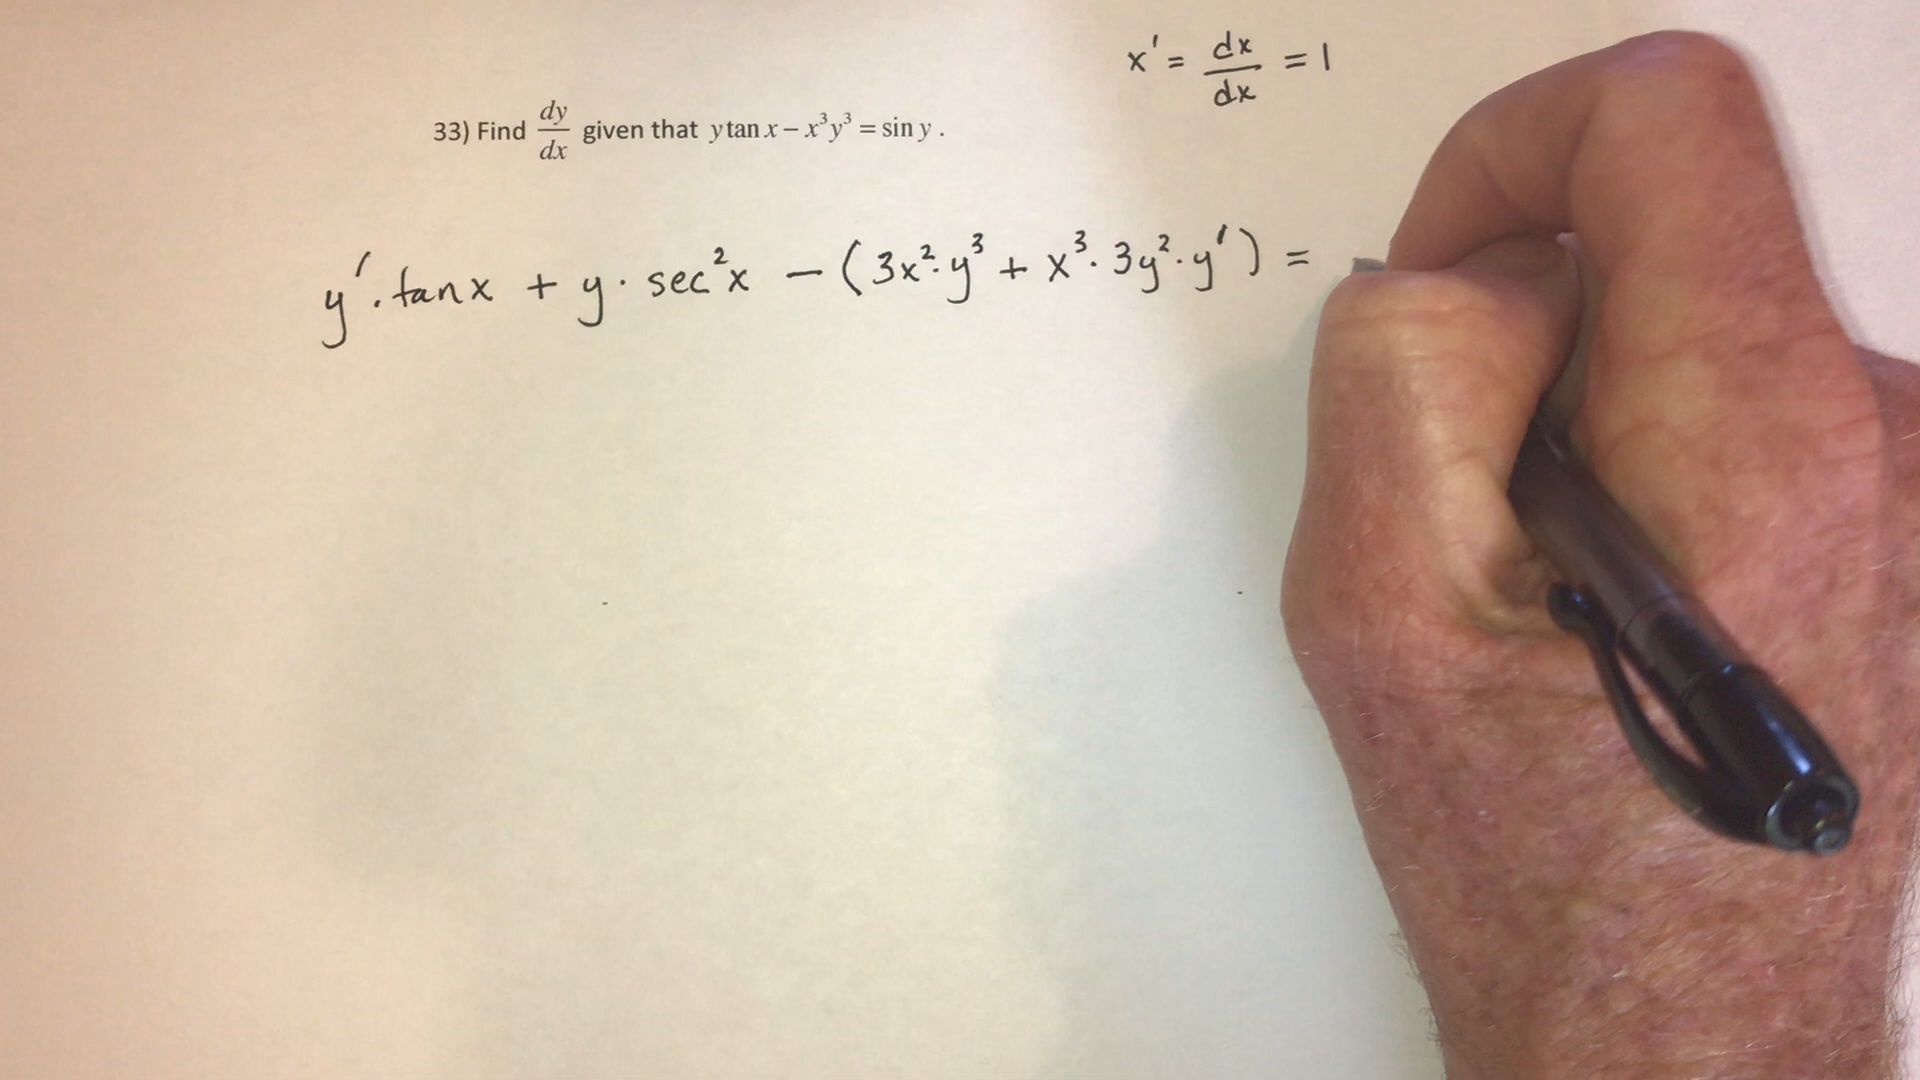 x' = dx/dx = 1
33) Find dy/dx given that y tan x − x³y³ = sin y .
y' · tan x + y · sec²x − (3x² · y³ + x³ · 3y² · y') =